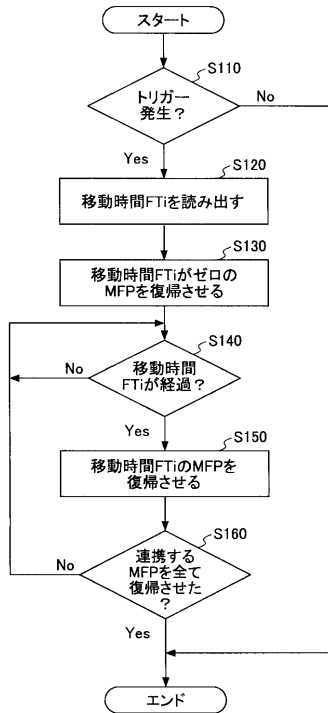 スタート
S110
トリガー
発生?
No
Yes
S120
移動時間FTiを読み出す
S130
移動時間FTiがゼロの
MFPを復帰させる
S140
移動時間
FTiが経過?
No
Yes
S150
移動時間FTiのMFPを
復帰させる
S160
連携する
MFPを全て
復帰させた
?
No
Yes
エンド